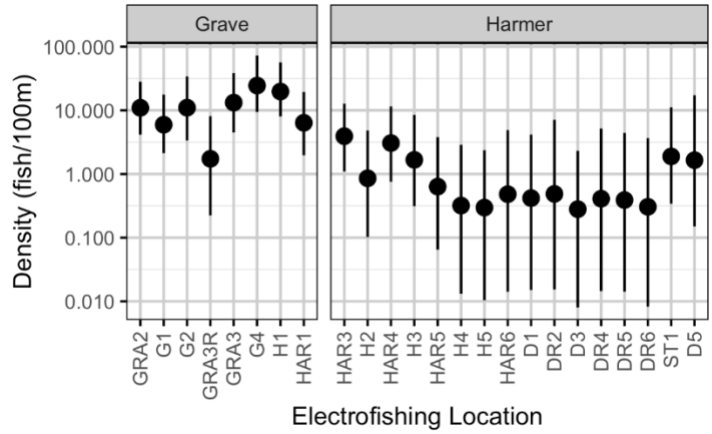 Grave Harmer
100.000
10.000
1.000
0.100
0.010
Density (fish/100m)
GRA2 G1 G2 GRA3R GRA3 G4 H1 HAR1 HAR3 H2 HAR4 H3 HAR5 H4 H5 HAR6 D1 DR2 D3 DR4 DR5 DR6 ST1 D5
Electrofishing Location